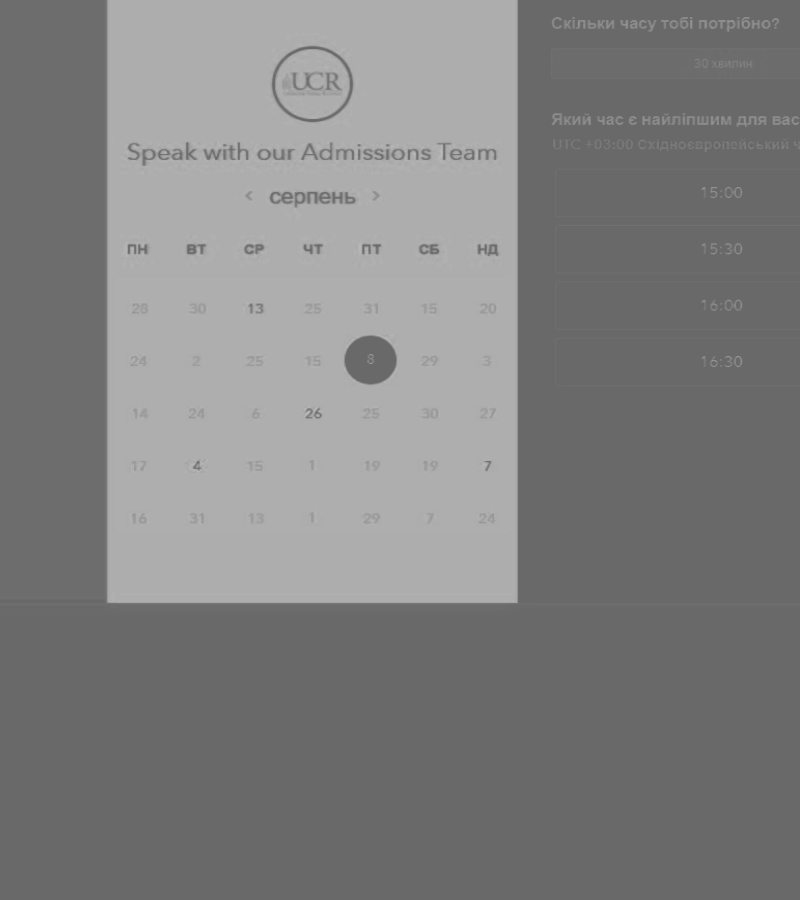 UCR
Speak with our Admissions Team
‹ серпень ›
ПН ВТ СР ЧТ ПТ СБ НД
28 30 13 25 31 15 20
24 2 25 15 8 29 3
14 24 6 26 25 30 27
17 4 15 1 19 19 7
16 31 13 1 29 7 24
Скільки часу тобі потрібно?
30 хвилин
Який час є найліпшим для вас
UTC +03:00 Східноєвропейський ч
15:00
15:30
16:00
16:30